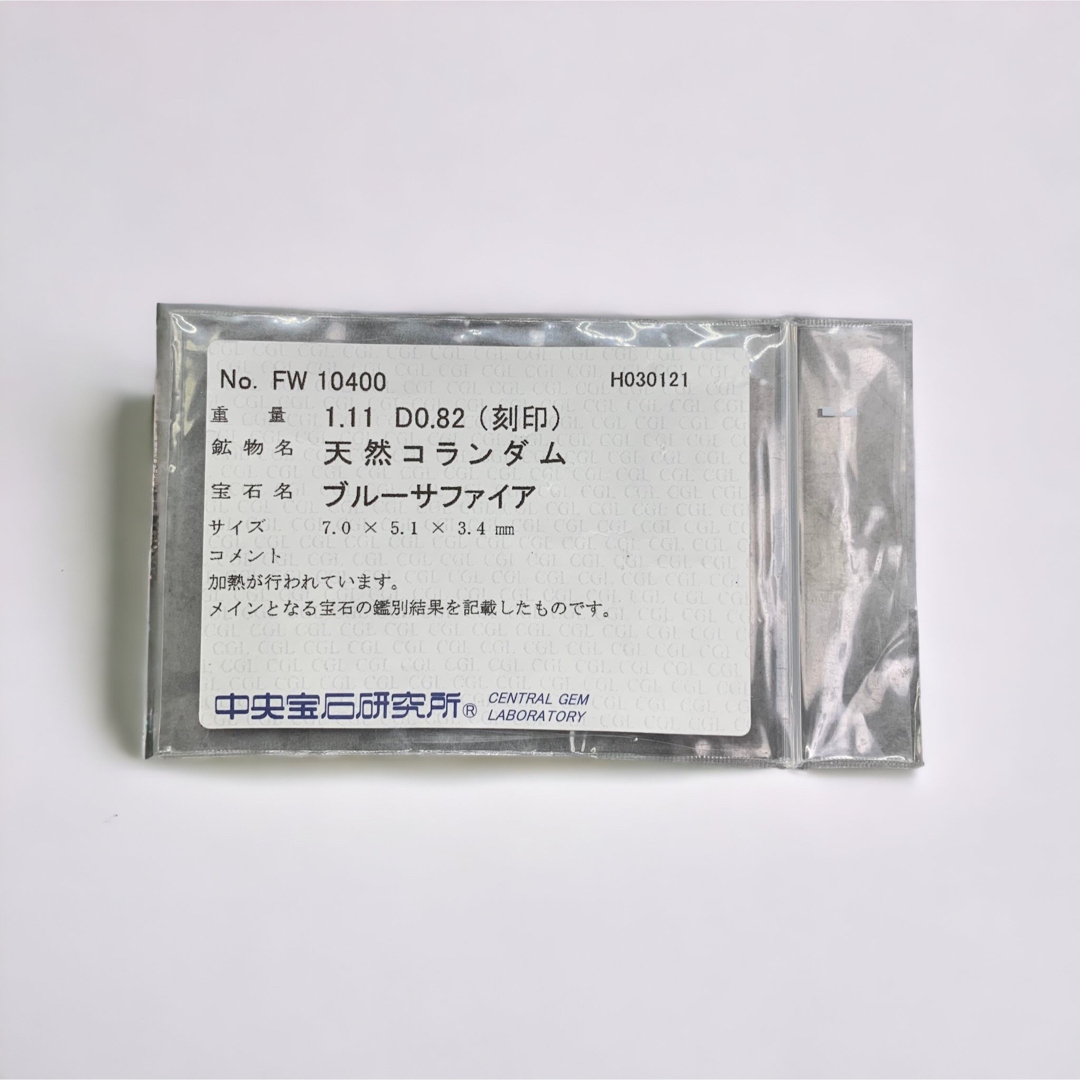 No. FW 10400 H030121
重量 1.11 D0.82 (刻印)
鉱物名 天然コランダム
宝石名 ブルーサファイア
サイズ 7.0 × 5.1 × 3.4 ㎜
コメント
加熱が行われています。
メインとなる宝石の鑑別結果を記載したものです。
中央宝石研究所® CENTRAL GEM
LABORATORY